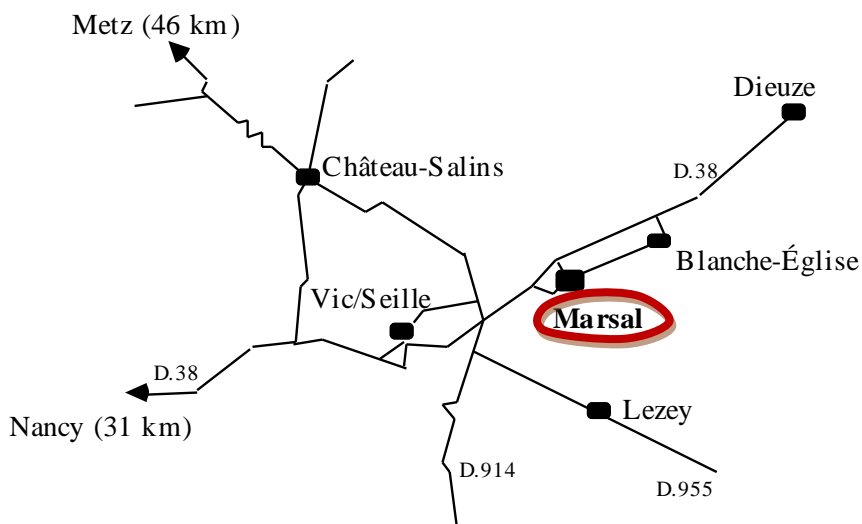 Metz (46 km)
Dieuze
Château-Salins
D.38
Blanche-Église
Vic/Seille
Marsal
D.38
Lezey
Nancy (31 km)
D.914
D.955